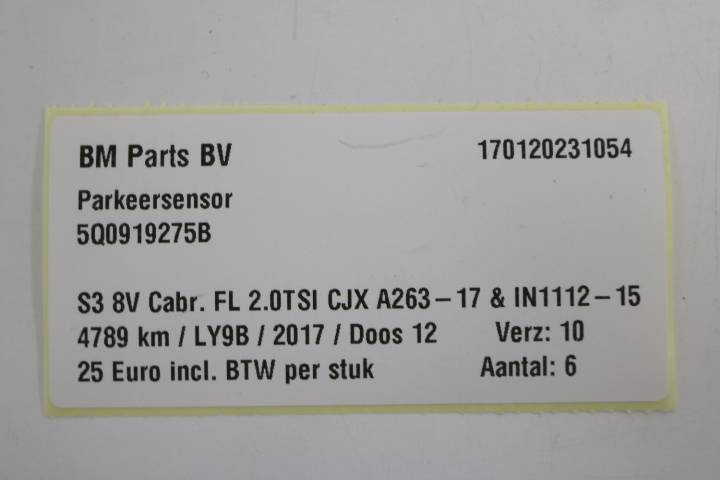 BM Parts BV 170120231054
Parkeersensor
5Q0919275B
S3 8V Cabr. FL 2.0TSI CJX A263-17 & IN1112-15
4789 km / LY9B / 2017 / Doos 12 Verz: 10
25 Euro incl. BTW per stuk Aantal: 6